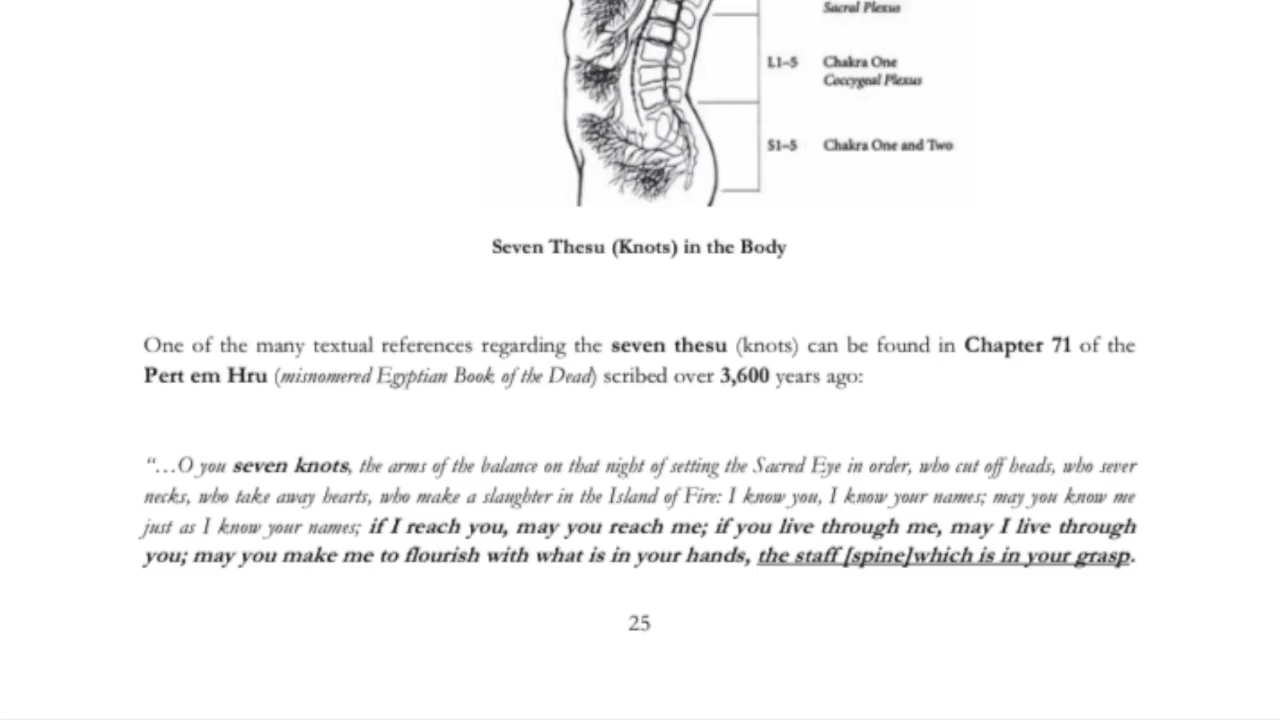 Sacral Plexus
L1–5 Chakra One
Coccygeal Plexus
S1–5 Chakra One and Two
Seven Thesu (Knots) in the Body
One of the many textual references regarding the seven thesu (knots) can be found in Chapter 71 of the
Pert em Hru (misnomered Egyptian Book of the Dead) scribed over 3,600 years ago:
“…O you seven knots, the arms of the balance on that night of setting the Sacred Eye in order, who cut off heads, who sever
necks, who take away hearts, who make a slaughter in the Island of Fire: I know you, I know your names; may you know me
just as I know your names; if I reach you, may you reach me; if you live through me, may I live through
you; may you make me to flourish with what is in your hands, the staff [spine]which is in your grasp.
25